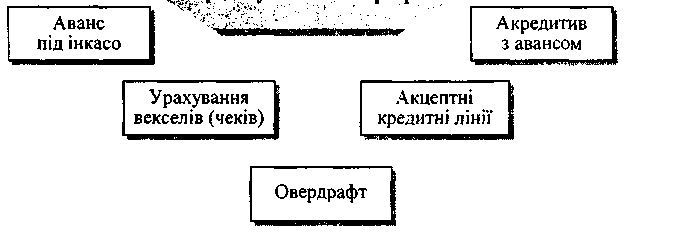 Аванс
під інкасо
Акредитив
з авансом
Урахування
векселів (чеків)
Акцептні
кредитні лінії
Овердрафт